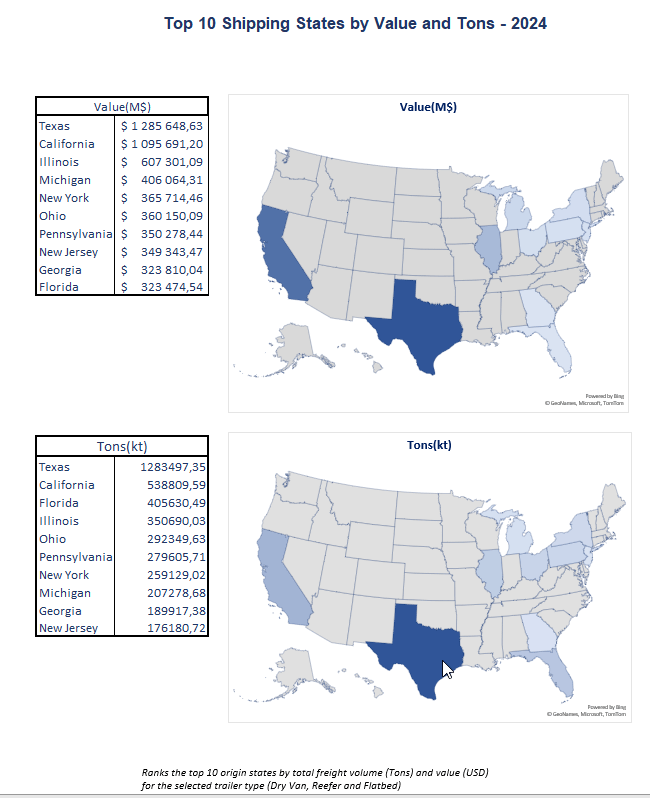 Top 10 Shipping States by Value and Tons - 2024
Value(M$)
Texas $ 1 285 648,63
California $ 1 095 691,20
Illinois $ 607 301,09
Michigan $ 406 064,31
New York $ 365 714,46
Ohio $ 360 150,09
Pennsylvania $ 350 278,44
New Jersey $ 349 343,47
Georgia $ 323 810,04
Florida $ 323 474,54
Value(M$)
Powered by Bing
© GeoNames, Microsoft, TomTom
Tons(kt)
Texas 1283497,35
California 538809,59
Florida 405630,49
Illinois 350690,03
Ohio 292349,63
Pennsylvania 279605,71
New York 259129,02
Michigan 207278,68
Georgia 189917,38
New Jersey 176180,72
Tons(kt)
Powered by Bing
© GeoNames, Microsoft, TomTom
Ranks the top 10 origin states by total freight volume (Tons) and value (USD)
for the selected trailer type (Dry Van, Reefer and Flatbed)